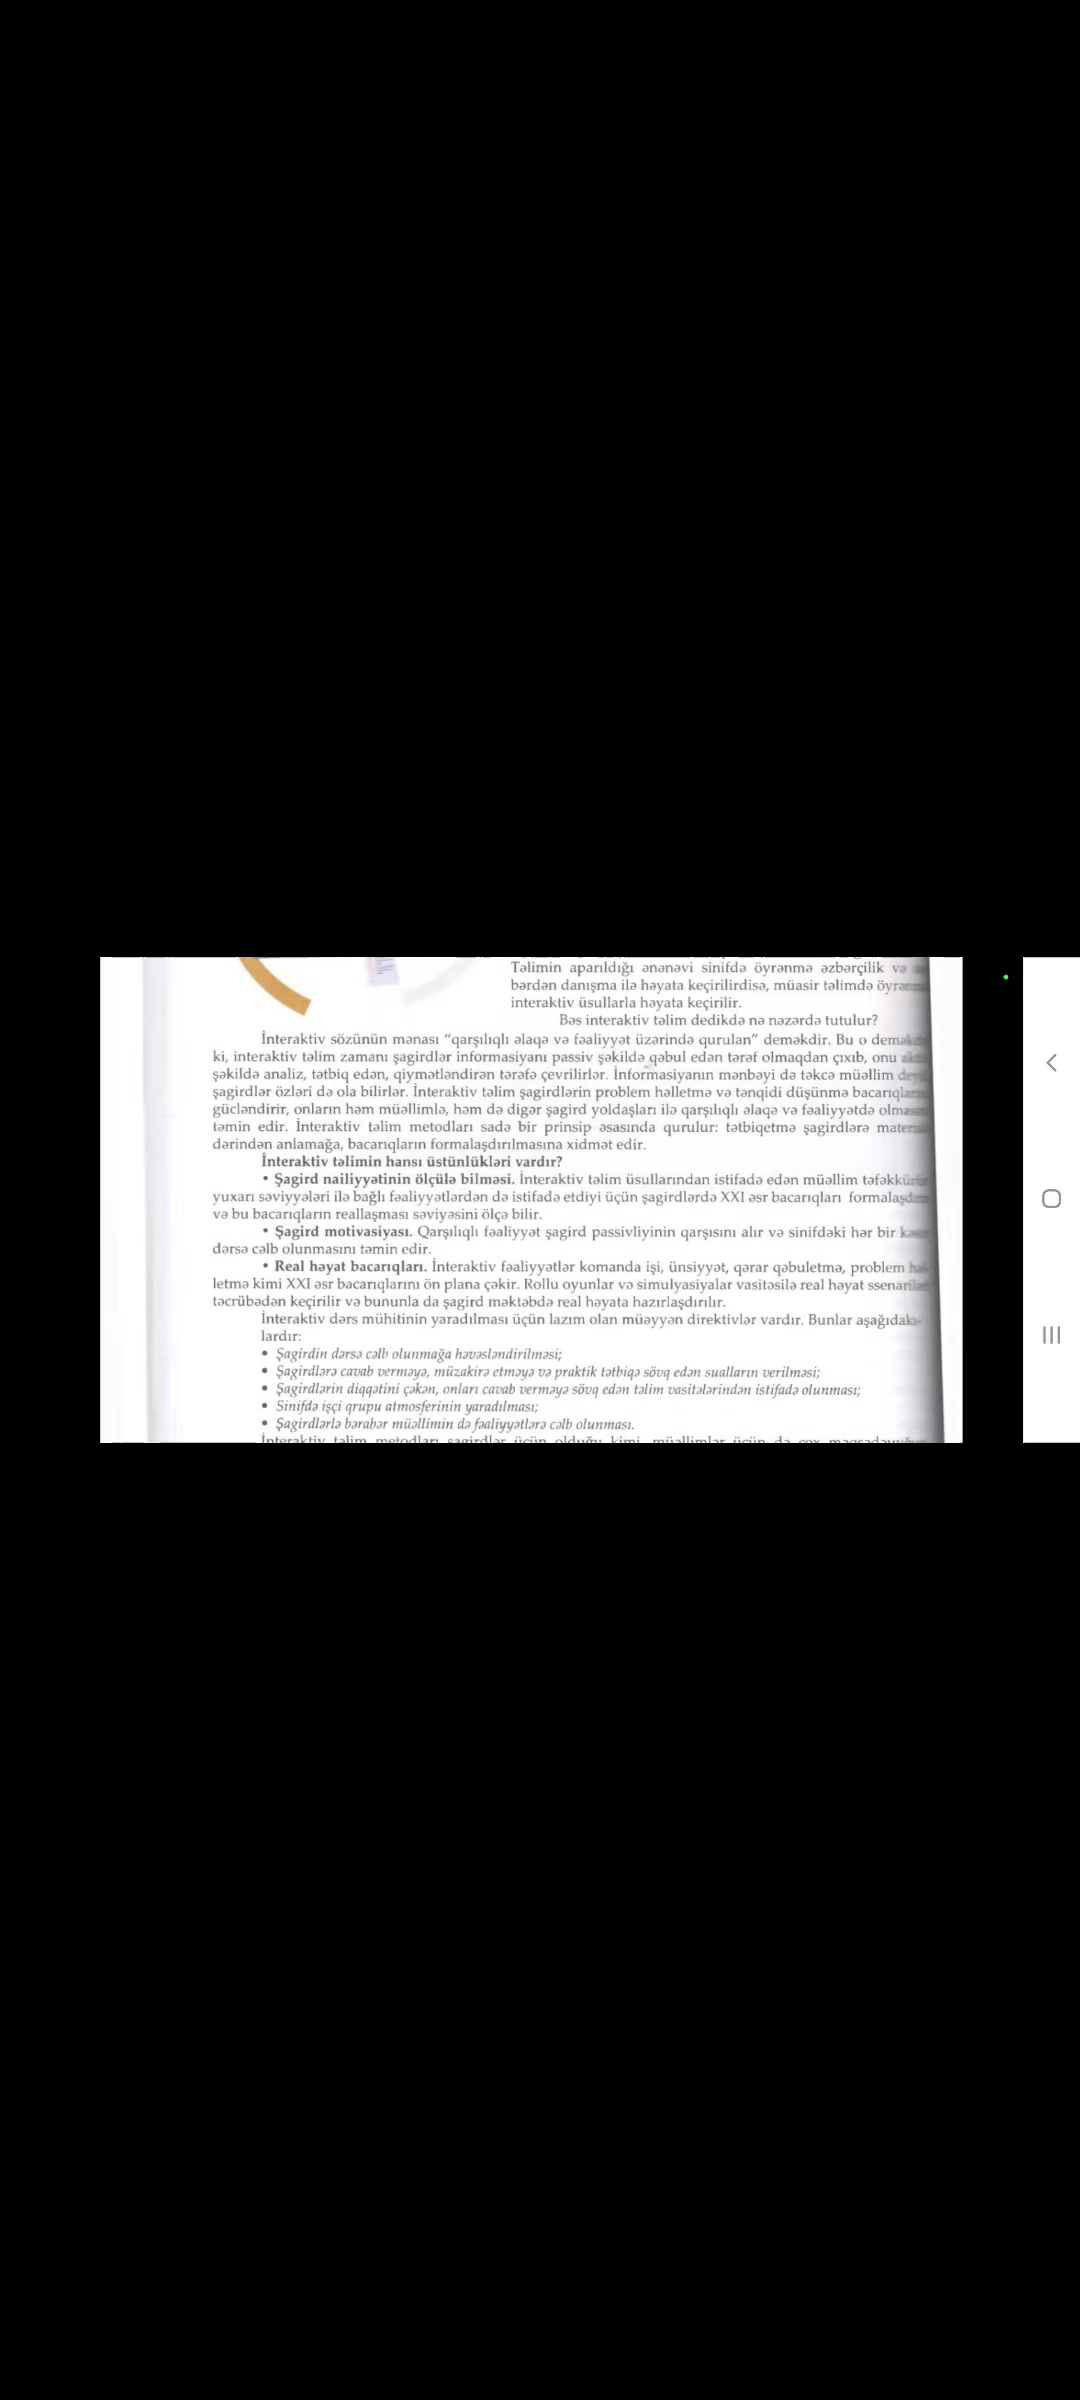 Təlimin aparıldığı ənənəvi sinifdə öyrənmə əzbərçilik və
bərdən danışma ilə həyata keçirilirdisə, müasir təlimdə
interaktiv üsullarla həyata keçirilir.
Bəs interaktiv təlim dedikdə nə nəzərdə tutulur?
İnteraktiv sözünün mənası “qarşılıqlı əlaqə və fəaliyyət üzərində qurulan” deməkdir. Bu o
ki, interaktiv təlim zamanı şagirdlər informasiyanı passiv şəkildə qəbul edən tərəf olmaqdan çıxıb, onu
şəkildə analiz, tətbiq edən, qiymətləndirən tərəfə çevrilirlər. İnformasiyanın mənbəyi də təkcə müəllim
şagirdlər özləri də ola bilirlər. İnteraktiv təlim şagirdlərin problem həlletmə və tənqidi düşünmə
gücləndirir, onların həm müəllimlə, həm də digər şagird yoldaşları ilə qarşılıqlı əlaqə və fəaliyyətdə
təmin edir. İnteraktiv təlim metodları sadə bir prinsip əsasında qurulur: tətbiqetmə şagirdlərə
dərindən anlamağa, bacarıqların formalaşdırılmasına xidmət edir.
İnteraktiv təlimin hansı üstünlükləri vardır?
• Şagird nailiyyətinin ölçülə bilməsi. İnteraktiv təlim üsullarından istifadə edən müəllim
yuxarı səviyyələri ilə bağlı fəaliyyətlərdən də istifadə etdiyi üçün şagirdlərdə XXI əsr bacarıqları
və bu bacarıqların reallaşması səviyəsini ölçə bilir.
• Şagird motivasiyası. Qarşılıqlı fəaliyyət şagird passivliyinin qarşısını alır və sinifdəki hər bir
dərsə cəlb olunmasını təmin edir.
• Real həyat bacarıqları. İnteraktiv fəaliyyətlər komanda işi, ünsiyyət, qərar qəbuletmə, problem
letmə kimi XXI əsr bacarıqlarını ön plana çəkir. Rollu oyunlar və simulyasiyalar vasitəsilə real həyat
təcrübədən keçirilir və bununla da şagird məktəbdə real həyata hazırlaşdırılır.
İnteraktiv dərs mühitinin yaradılması üçün lazım olan müəyyən direktivlər vardır. Bunlar aşağıdakı-
lardır:
• Şagirdin dərsə cəlb olunmağa həvəsləndirilməsi;
• Şagirdlərə cavab verməyə, müzakirə etməyə və praktik tətbiqə sövq edən sualların verilməsi;
• Şagirdlərin diqqətini çəkən, onları cavab verməyə sövq edən təlim vasitələrindən istifadə olunması;
• Sinifdə işçi qrupu atmosferinin yaradılması;
• Şagirdlərlə bərabər müəllimin də fəaliyyətlərə cəlb olunması.
İnteraktiv təlim metodları şagirdlər üçün olduğu kimi, müəllimlər üçün də çox